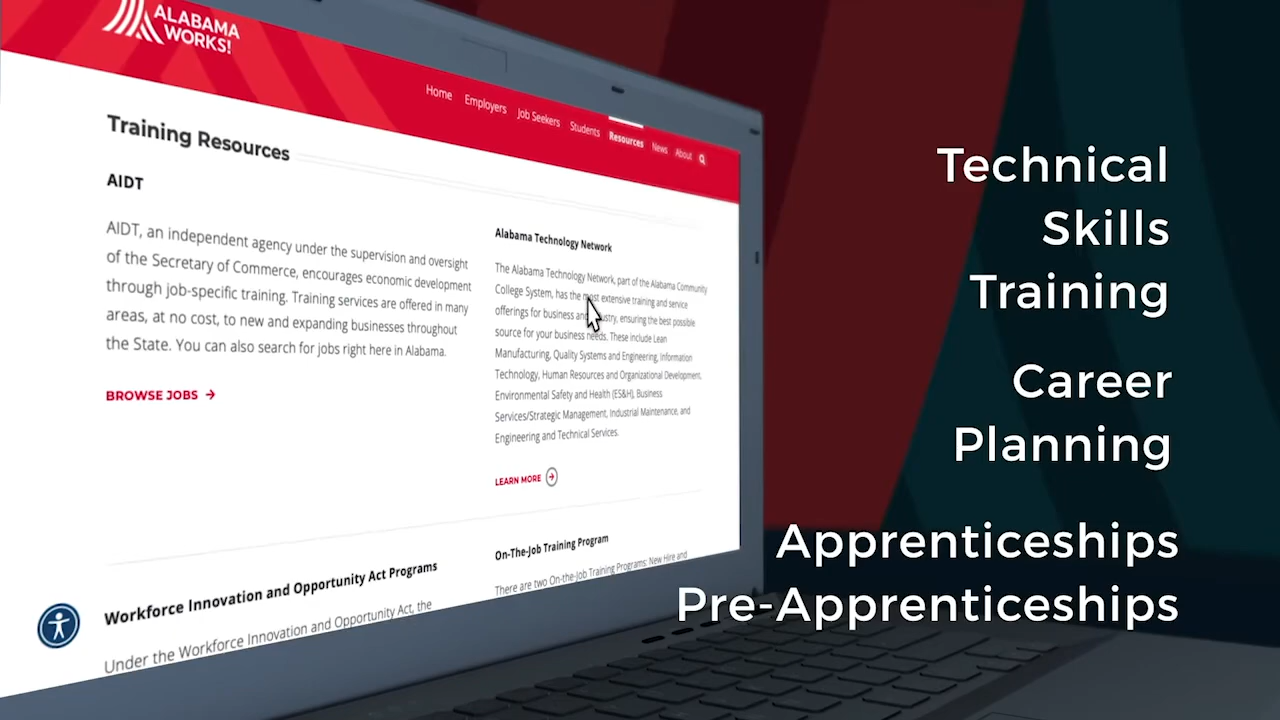 ALABAMA
WORKS!
Home Employers Job Seekers Students Resources News About
Training Resources
AIDT
AIDT, an independent agency under the supervision and oversight
of the Secretary of Commerce, encourages economic development
through job-specific training. Training services are offered in many
areas, at no cost, to new and expanding businesses throughout
the State. You can also search for jobs right here in Alabama.
BROWSE JOBS →
Alabama Technology Network
The Alabama Technology Network, part of the Alabama Community
College System, has the most extensive training and service
offerings for business and industry, ensuring the best possible
source for your business needs. These include Lean
Manufacturing, Quality Systems and Engineering, Information
Technology, Human Resources and Organizational Development,
Environmental Safety and Health (ES&H), Business
Services/Strategic Management, Industrial Maintenance, and
Engineering and Technical Services.
LEARN MORE
Workforce Innovation and Opportunity Act Programs
Under the Workforce Innovation and Opportunity Act, the
On-The-Job Training Program
There are two On-the-Job Training Programs: New Hire and
Technical
Skills
Training
Career
Planning
Apprenticeships
Pre-Apprenticeships